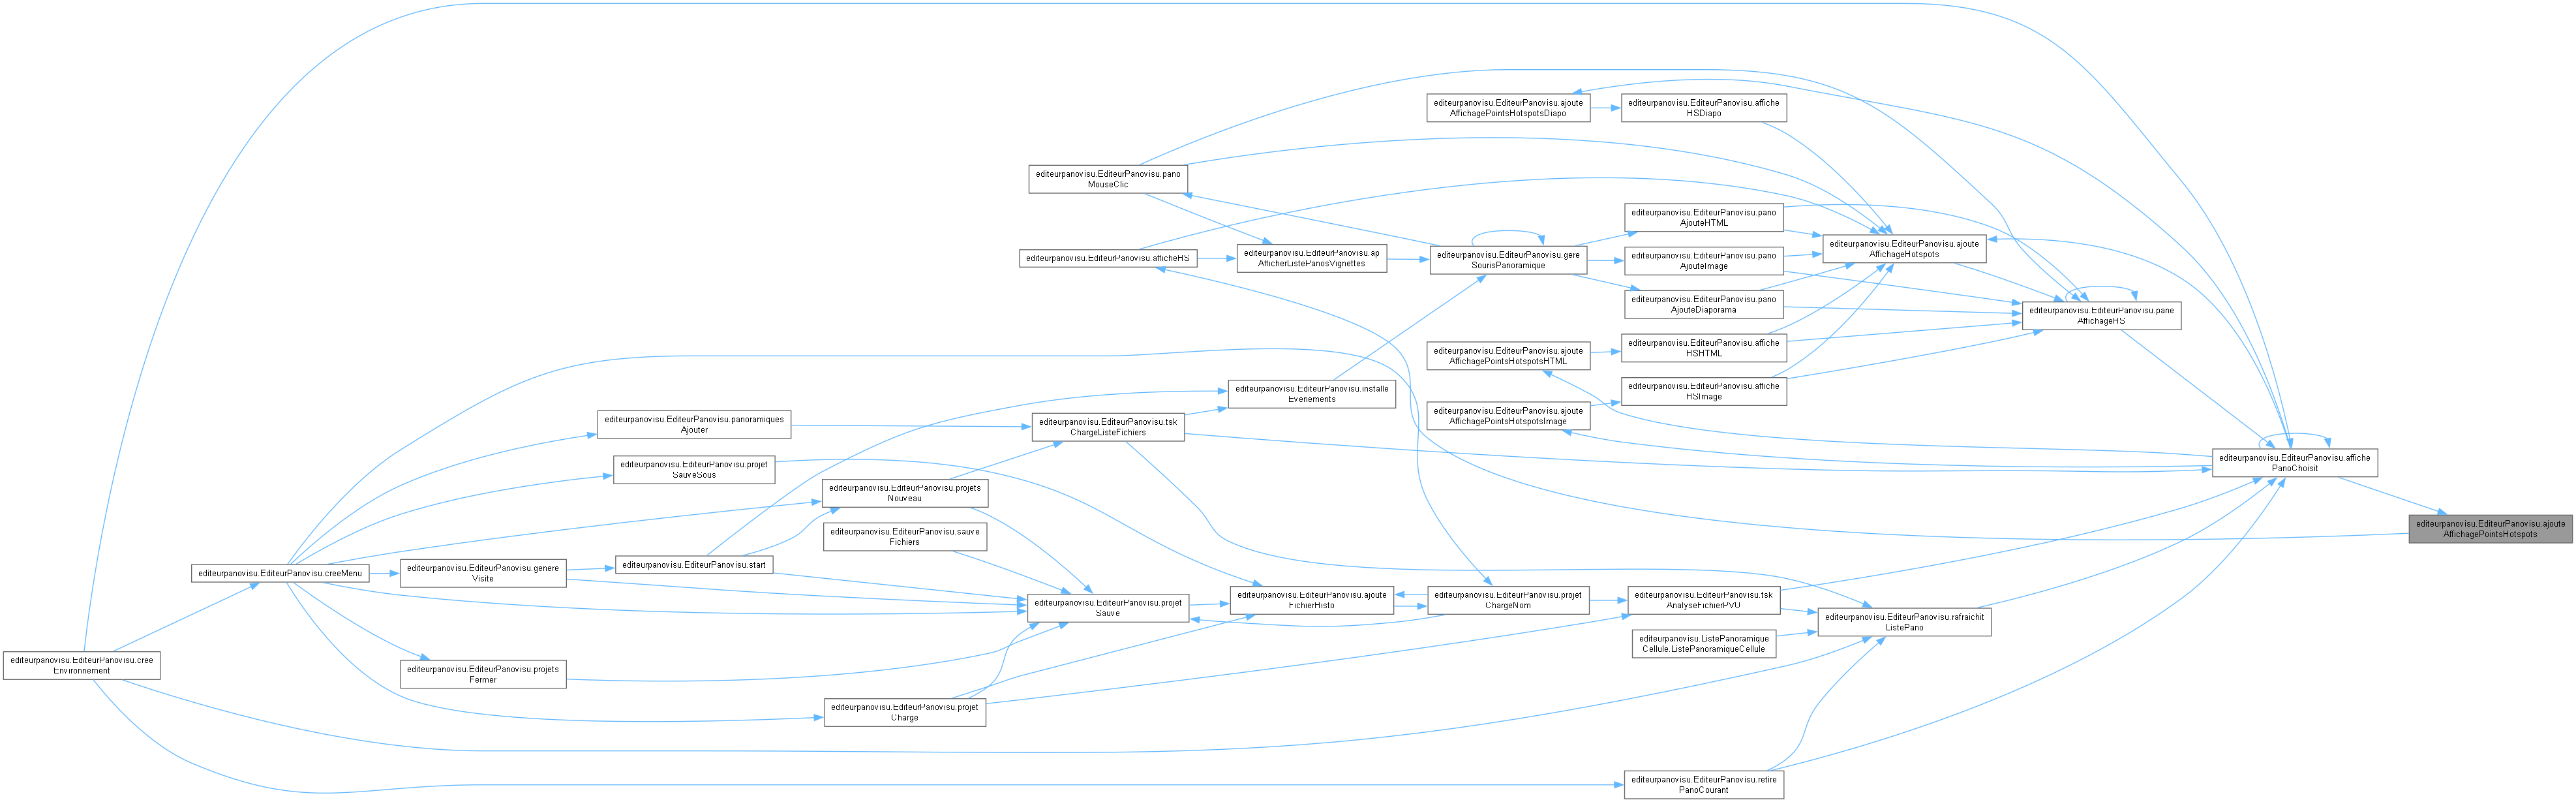 editeurpanovisu.EditeurPanovisu.cree
Environnement
editeurpanovisu.EditeurPanovisu.creeMenu
editeurpanovisu.EditeurPanovisu.genere
Visite
editeurpanovisu.EditeurPanovisu.projets
Fermer
editeurpanovisu.EditeurPanovisu.panoramiques
Ajouter
editeurpanovisu.EditeurPanovisu.projet
SauveSous
editeurpanovisu.EditeurPanovisu.start
editeurpanovisu.EditeurPanovisu.projets
Nouveau
editeurpanovisu.EditeurPanovisu.sauve
Fichiers
editeurpanovisu.EditeurPanovisu.projet
Charge
editeurpanovisu.EditeurPanovisu.pano
MouseClic
editeurpanovisu.EditeurPanovisu.afficheHS
editeurpanovisu.EditeurPanovisu.tsk
ChargeListeFichiers
editeurpanovisu.EditeurPanovisu.projet
Sauve
editeurpanovisu.EditeurPanovisu.ap
AfficherListePanosVignettes
editeurpanovisu.EditeurPanovisu.installe
Evenements
editeurpanovisu.EditeurPanovisu.ajoute
FichierHisto
editeurpanovisu.EditeurPanovisu.ajoute
AffichagePointsHotspotsDiapo
editeurpanovisu.EditeurPanovisu.gere
SourisPanoramique
editeurpanovisu.EditeurPanovisu.ajoute
AffichagePointsHotspotsHTML
editeurpanovisu.EditeurPanovisu.ajoute
AffichagePointsHotspotsImage
editeurpanovisu.EditeurPanovisu.projet
ChargeNom
editeurpanovisu.EditeurPanovisu.affiche
HSDiapo
editeurpanovisu.EditeurPanovisu.pano
AjouteHTML
editeurpanovisu.EditeurPanovisu.pano
AjouteImage
editeurpanovisu.EditeurPanovisu.pano
AjouteDiaporama
editeurpanovisu.EditeurPanovisu.affiche
HSHTML
editeurpanovisu.EditeurPanovisu.affiche
HSImage
editeurpanovisu.EditeurPanovisu.tsk
AnalyseFichierPVU
editeurpanovisu.ListePanoramique
Cellule.ListePanoramiqueCellule
editeurpanovisu.EditeurPanovisu.retire
PanoCourant
editeurpanovisu.EditeurPanovisu.ajoute
AffichageHotspots
editeurpanovisu.EditeurPanovisu.rafraichit
ListePano
editeurpanovisu.EditeurPanovisu.pane
AffichageHS
editeurpanovisu.EditeurPanovisu.affiche
PanoChoisit
editeurpanovisu.EditeurPanovisu.ajoute
AffichagePointsHotspots